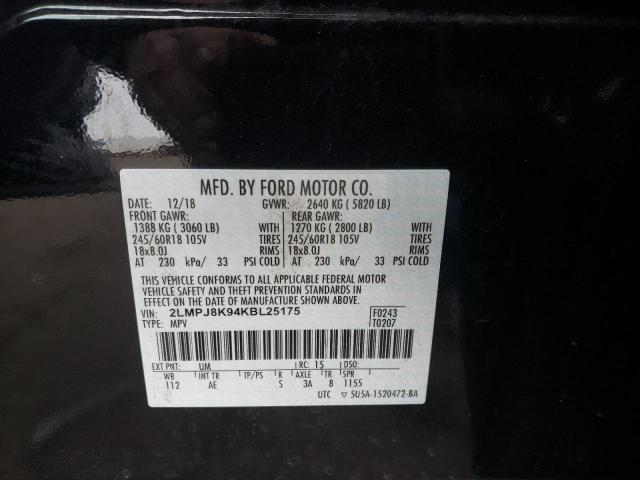 MFD. BY FORD MOTOR CO.
DATE: 12/18 GVWR: 2640 KG ( 5820 LB)
FRONT GAWR: REAR GAWR:
1388 KG ( 3060 LB) 1270 KG ( 2800 LB)
245/60R18 105V TIRES 245/60R18 105V TIRES
18x8.0J RIMS 18x8.0J RIMS
AT 230 kPa/ 33 PSI COLD AT 230 kPa/ 33 PSI COLD
THIS VEHICLE CONFORMS TO ALL APPLICABLE FEDERAL MOTOR
VEHICLE SAFETY AND THEFT PREVENTION STANDARDS IN
EFFECT ON THE DATE OF MANUFACTURE SHOWN ABOVE.
VIN: 2LMPJ8K94KBL25175 F0243
TYPE: MPV T0207
EXT PNT: UM RC: 15 DSO:
WB INT TR TP/PS R AXLE TR SPR
112 AE S 3A 8 1155
UTC ▽ 5U5A-1520472-BA